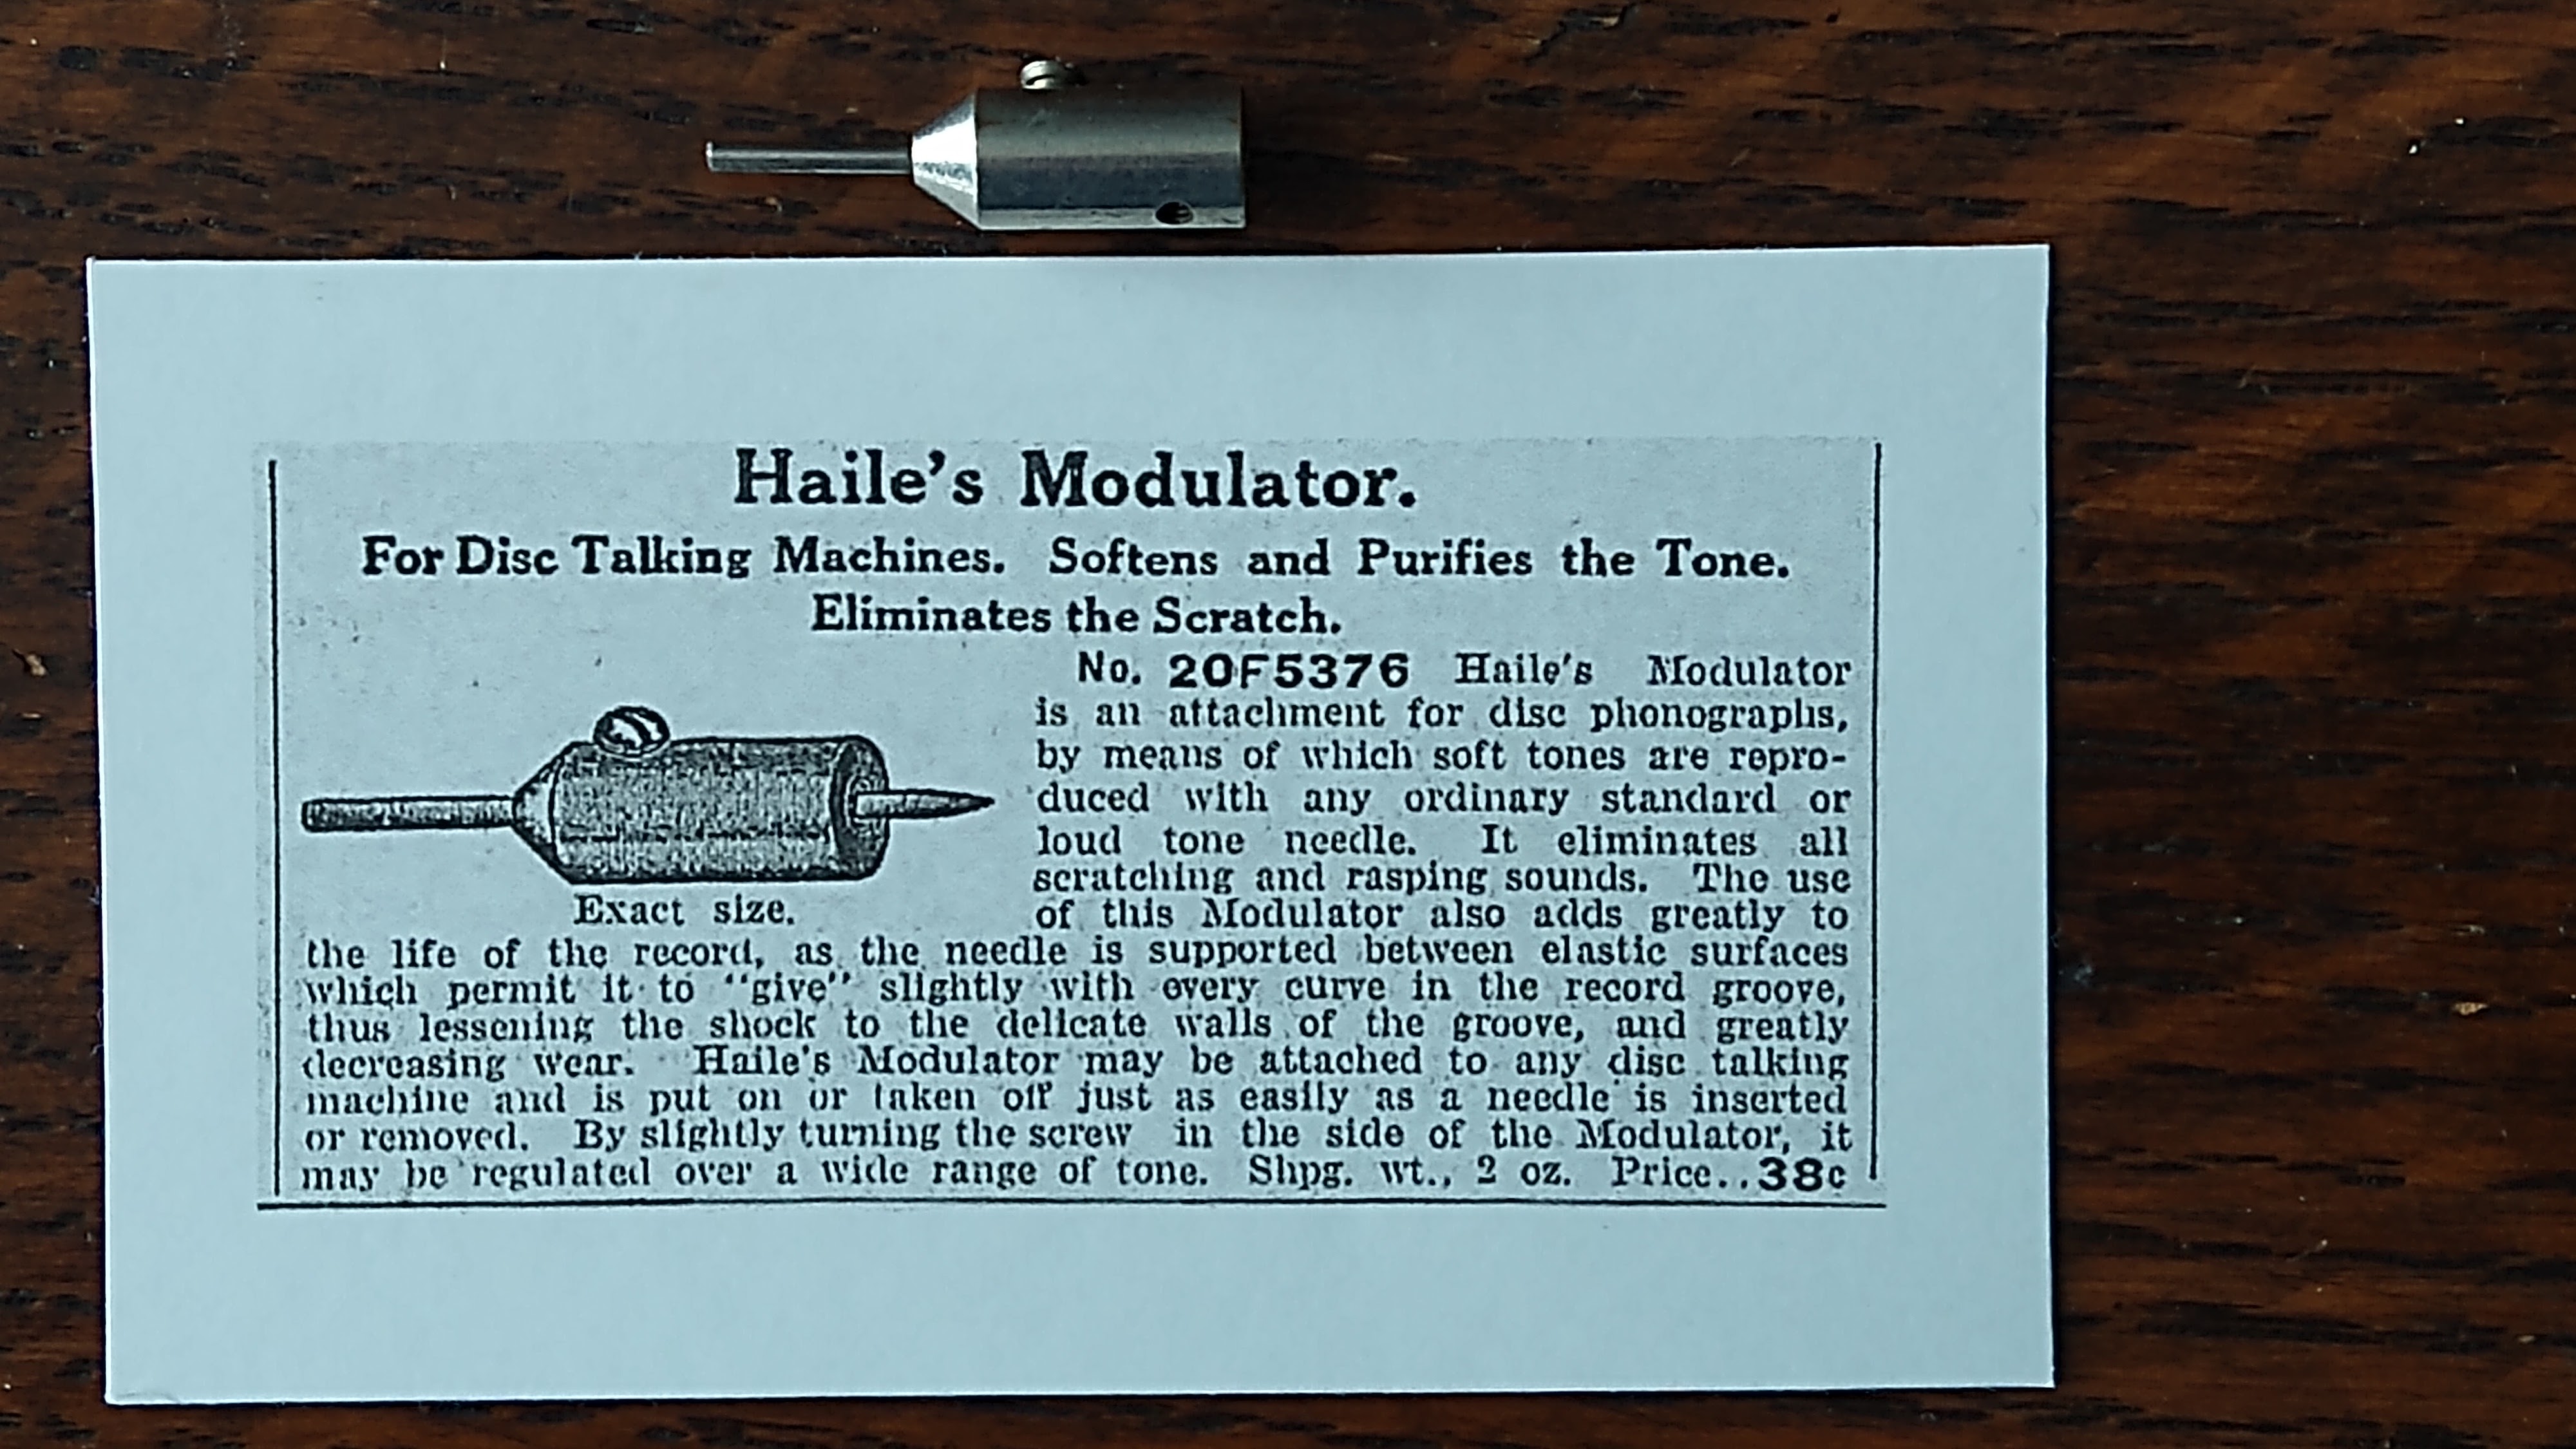 Haile's Modulator.
For Disc Talking Machines. Softens and Purifies the Tone.
Eliminates the Scratch.
No. 20F5376 Haile's Modulator
is an attachment for disc phonographs,
by means of which soft tones are repro-
duced with any ordinary standard or
loud tone needle. It eliminates all
scratching and rasping sounds. The use
of this Modulator also adds greatly to
Exact size.
the life of the record, as the needle is supported between elastic surfaces
which permit it to "give" slightly with every curve in the record groove,
thus lessening the shock to the delicate walls of the groove, and greatly
decreasing wear. Haile's Modulator may be attached to any disc talking
machine and is put on or taken off just as easily as a needle is inserted
or removed. By slightly turning the screw in the side of the Modulator, it
may be regulated over a wide range of tone. Shpg. wt., 2 oz. Price..38c